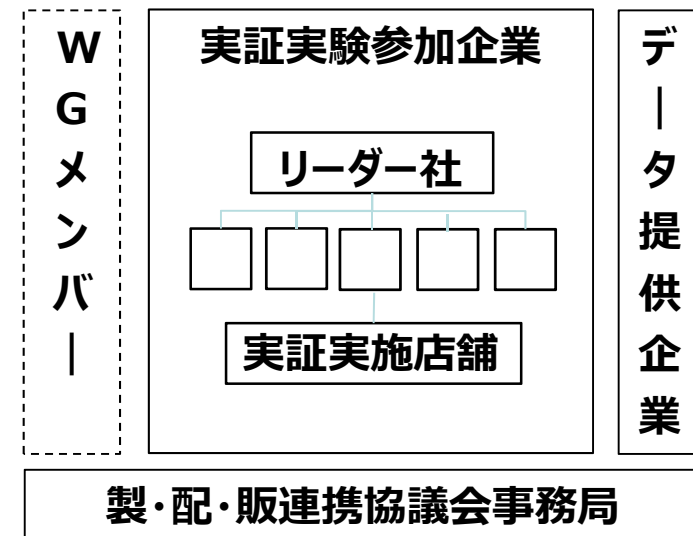 WGメンバー
実証実験参加企業
リーダー社
実証実施店舗
データ提供企業
製・配・販連携協議会事務局